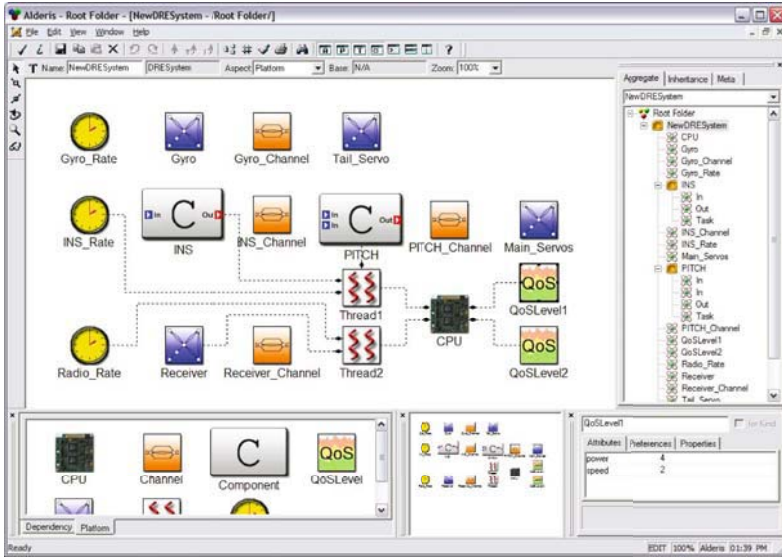 Alderis - Root Folder - [NewDRESystem - /Root Folder/]
File Edit View Window Help
Name: NewDRESystem DRESystem Aspect: Platform Base: N/A Zoom: 100%
Gyro_Rate Gyro Gyro_Channel Tail_Servo
In C Out In In C Out
INS_Rate INS INS_Channel PITCH PITCH_Channel Main_Servos
QoS
Thread1 CPU QoSLevel1
QoS
Radio_Rate Receiver Receiver_Channel Thread2 QoSLevel2
Aggregate Inheritance Meta
NewDRESystem
Root Folder
NewDRESystem
CPU
Gyro
Gyro_Channel
Gyro_Rate
INS
In
Out
Task
INS_Channel
INS_Rate
Main_Servos
PITCH
In
In
Out
Task
PITCH_Channel
QoSLevel1
QoSLevel2
Radio_Rate
Receiver
Receiver_Channel
Tail_Servo
C QoS
CPU Channel Component QoSLevel
Dependency Platform
QoSLevel1 for Kind
Attributes Preferences Properties
power 4
speed 2
Ready EDIT 100% Alderis 01:39 PM